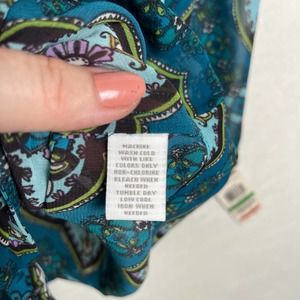 MACHINE
WASH COLD
WITH LIKE
COLORS ONLY
NON-CHLORINE
BLEACH WHEN
NEEDED
TUMBLE DRY
LOW COOL
IRON WHEN
NEEDED